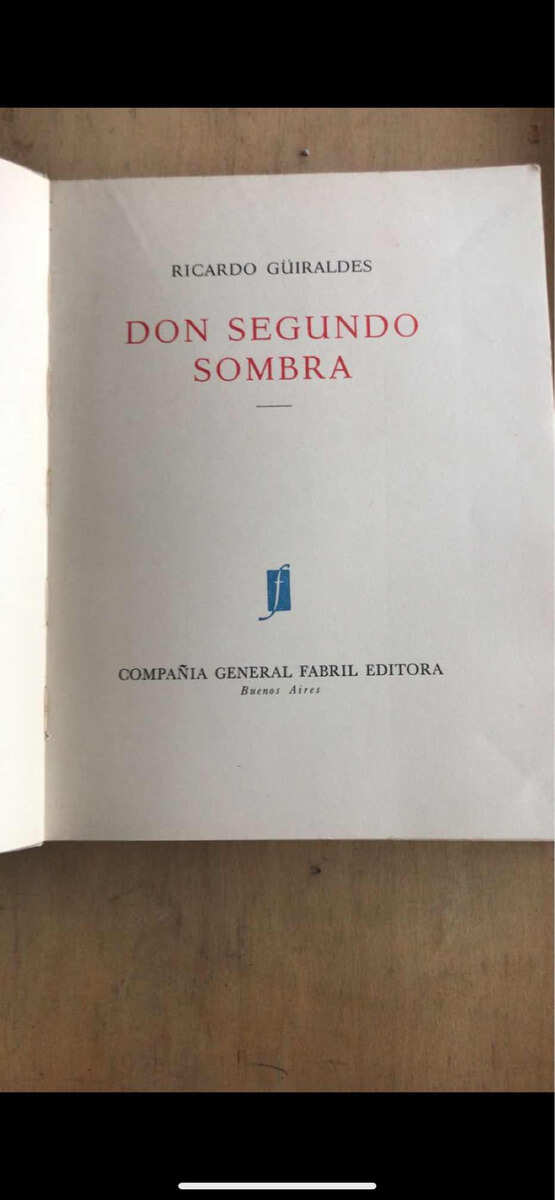 RICARDO GÜIRALDES
DON SEGUNDO
SOMBRA
f
COMPAÑIA GENERAL FABRIL EDITORA
Buenos Aires